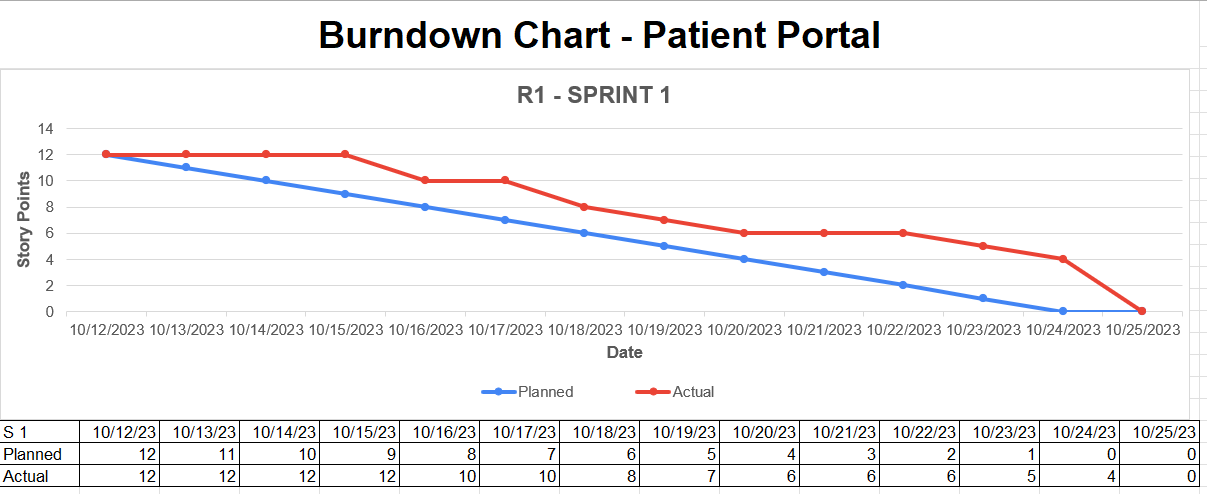 Burndown Chart - Patient Portal
R1 - SPRINT 1
Story Points
14
12
10
8
6
4
2
0
10/12/2023 10/13/2023 10/14/2023 10/15/2023 10/16/2023 10/17/2023 10/18/2023 10/19/2023 10/20/2023 10/21/2023 10/22/2023 10/23/2023 10/24/2023 10/25/2023
Date
Planned Actual
S 1 10/12/23 10/13/23 10/14/23 10/15/23 10/16/23 10/17/23 10/18/23 10/19/23 10/20/23 10/21/23 10/22/23 10/23/23 10/24/23 10/25/23
Planned 12 11 10 9 8 7 6 5 4 3 2 1 0 0
Actual 12 12 12 12 10 10 8 7 6 6 6 5 4 0